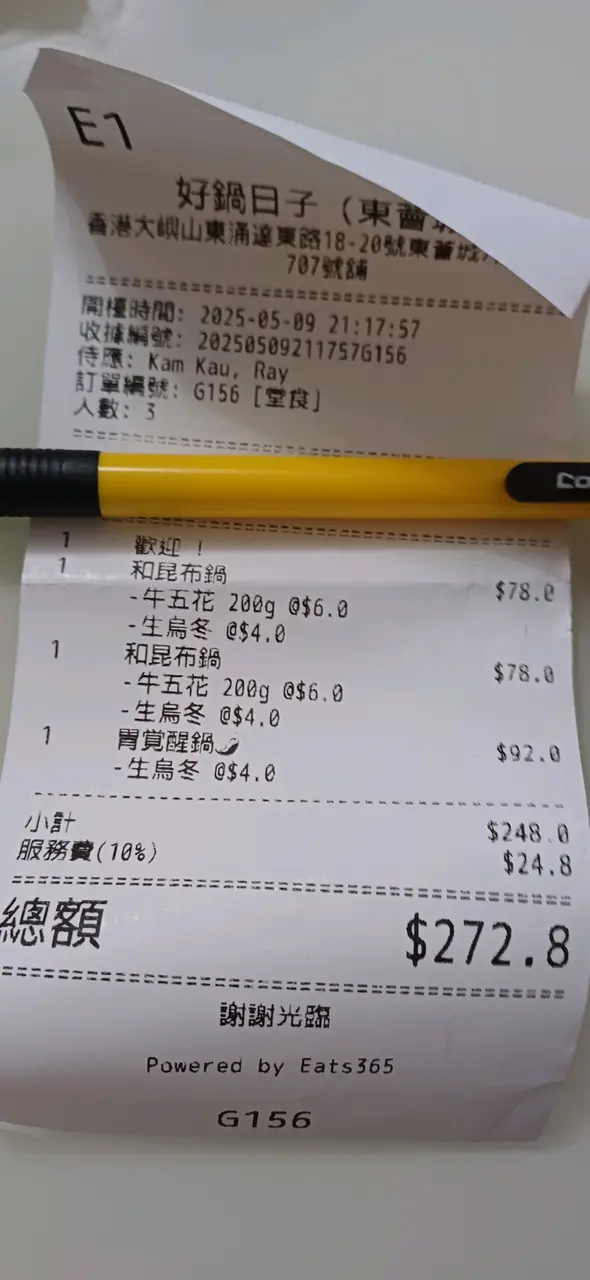 E1
好鍋日子 (東薈
香港大嶼山東涌達東路18-20號東薈城
707號舖
開檯時間: 2025-05-09 21:17:57
收據編號: 20250509211757G156
侍應: Kam Kau, Ray
訂單編號: G156 [堂食]
人數: 3
1 歡迎 !
1 和昆布鍋 $78.0
-牛五花 200g @$6.0
-生烏冬 @$4.0
1 和昆布鍋 $78.0
-牛五花 200g @$6.0
-生烏冬 @$4.0
1 胃覚醒鍋🌶 $92.0
-生烏冬 @$4.0
小計 $248.0
服務費(10%) $24.8
總額 $272.8
謝謝光臨
Powered by Eats365
G156